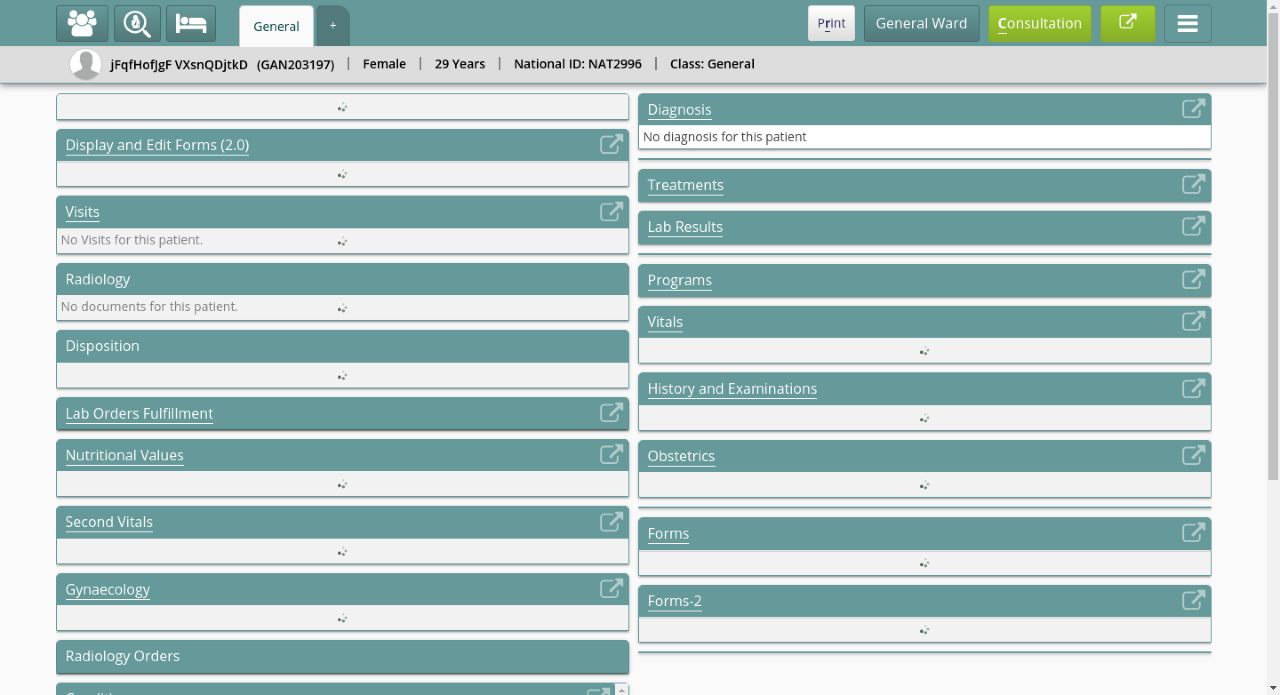 General
+
Print
General Ward
Consultation
jFqfHofJgF VXsnQDjtkD (GAN203197) | Female | 29 Years | National ID: NAT2996 | Class: General
Display and Edit Forms (2.0)
Visits
No Visits for this patient.
Radiology
No documents for this patient.
Disposition
Lab Orders Fulfillment
Nutritional Values
Second Vitals
Gynaecology
Radiology Orders
Diagnosis
No diagnosis for this patient
Treatments
Lab Results
Programs
Vitals
History and Examinations
Obstetrics
Forms
Forms-2